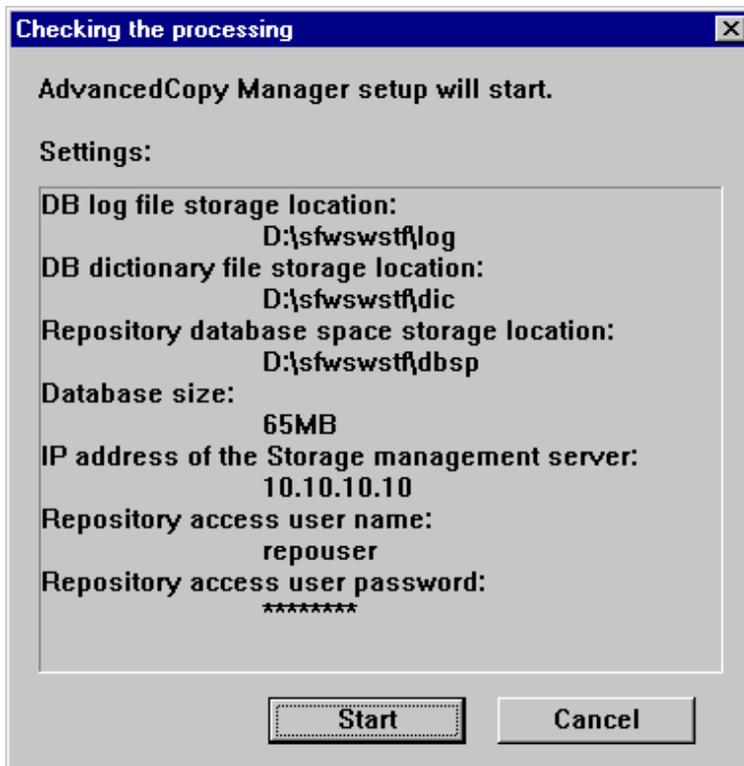 Checking the processing
AdvancedCopy Manager setup will start.
Settings:
DB log file storage location:
D:\sfwswstf\log
DB dictionary file storage location:
D:\sfwswstf\dic
Repository database space storage location:
D:\sfwswstf\dbsp
Database size:
65MB
IP address of the Storage management server:
10.10.10.10
Repository access user name:
repouser
Repository access user password:
********
Start
Cancel